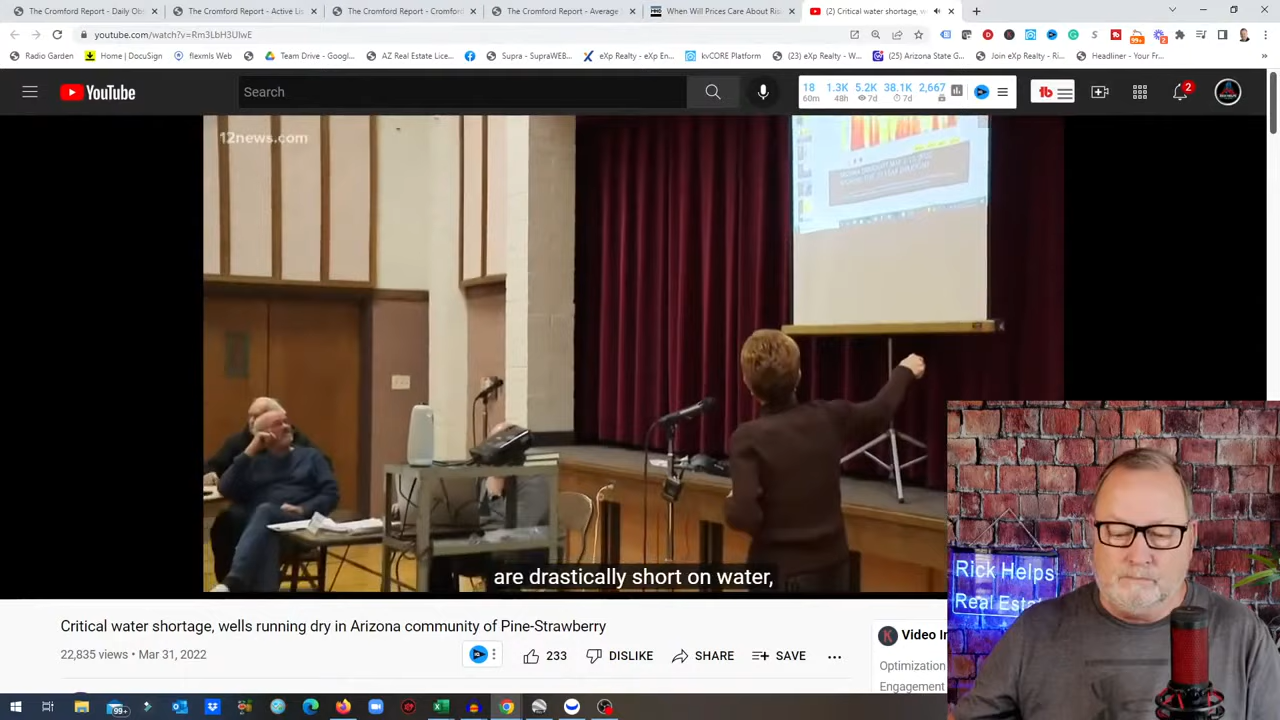 The Cromford Report - Daily Obs
The Cromford Report - Active Lis
The Cromford Report - Cromford
The Cromford Report - Average
When Will Prices Care About Ris
(2) Critical water shortage, w
youtube.com/watch?v=Rm3LbH3UlwE
Radio Garden
Home | DocuSign
flexmls Web
Team Drive - Googl...
AZ Real Estate Lice...
Supra - SupraWEB...
eXp Realty - eXp En...
kvCORE Platform
(23) eXp Realty - W...
(25) Arizona State G...
Join eXp Realty - Ri...
Headliner - Your Fr...
YouTube
Search
18 1.3K 5.2K 38.1K 2,667
60m 48h 7d 7d
tb
2
12news.com
are drastically short on water,
Rick Helps
Real Esta
Critical water shortage, wells running dry in Arizona community of Pine-Strawberry
22,835 views • Mar 31, 2022
233
DISLIKE
SHARE
SAVE
K Video In
Optimization
Engagement
99+